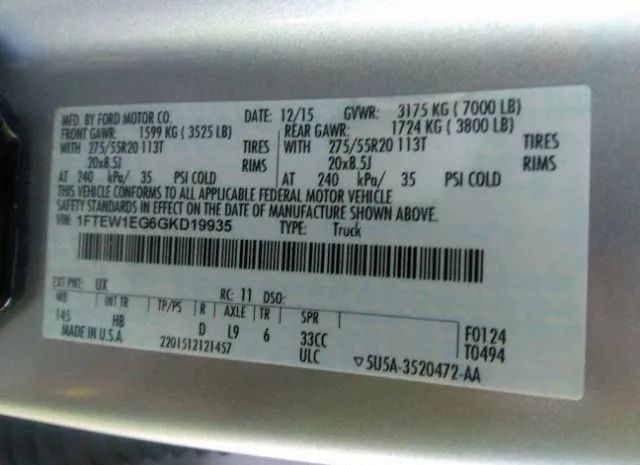 MFD. BY FORD MOTOR CO. DATE: 12/15 GVWR: 3175 KG ( 7000 LB)
FRONT GAWR: 1599 KG ( 3525 LB) REAR GAWR: 1724 KG ( 3800 LB)
WITH 275/55R20 113T TIRES WITH 275/55R20 113T TIRES
20x8.5J RIMS 20x8.5J RIMS
AT 240 kPa/ 35 PSI COLD AT 240 kPa/ 35 PSI COLD
THIS VEHICLE CONFORMS TO ALL APPLICABLE FEDERAL MOTOR VEHICLE
SAFETY STANDARDS IN EFFECT ON THE DATE OF MANUFACTURE SHOWN ABOVE.
VIN: 1FTEW1EG6GKD19935 TYPE: Truck
EXT PNT: UX RC: 11 DSO:
WB INT TR TP/PS R AXLE TR SPR
145 HB D L9 6 33CC F0124
MADE IN U.S.A. 2201512121457 ULC T0494
▽5U5A-3520472-AA